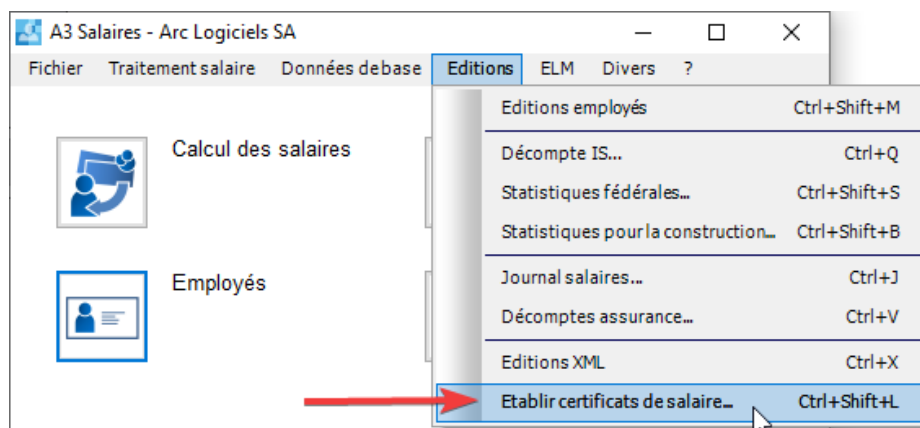 A3 Salaires - Arc Logiciels SA
Fichier Traitement salaire Données de base Editions ELM Divers ?
Editions employés Ctrl+Shift+M
Calcul des salaires
Décompte IS... Ctrl+Q
Statistiques fédérales... Ctrl+Shift+S
Statistiques pour la construction... Ctrl+Shift+B
Employés
Journal salaires... Ctrl+J
Décomptes assurance... Ctrl+V
Editions XML Ctrl+X
Etablir certificats de salaire... Ctrl+Shift+L